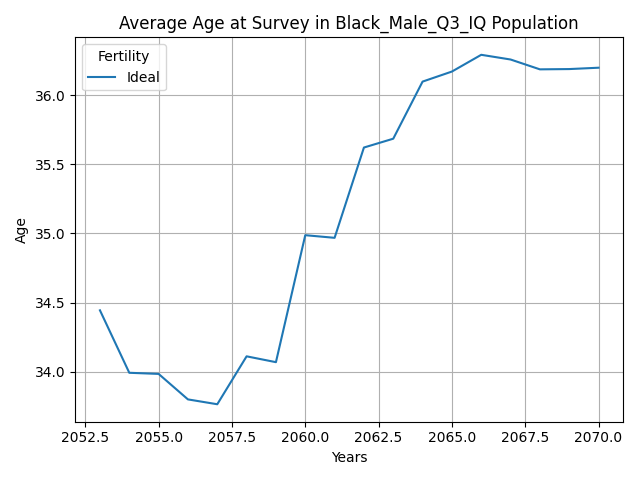 Average Age at Survey in Black_Male_Q3_IQ Population
Fertility
Ideal
Age
36.0
35.5
35.0
34.5
34.0
2052.5 2055.0 2057.5 2060.0 2062.5 2065.0 2067.5 2070.0
Years